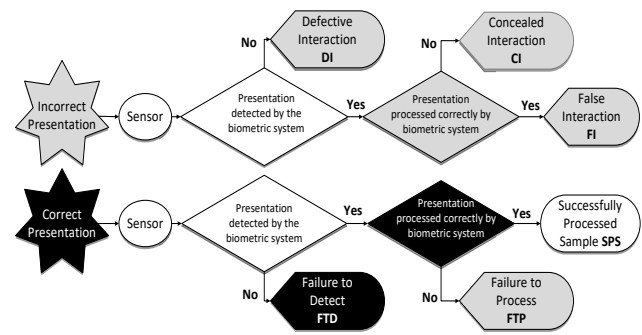 Defective
Interaction
DI
No
Concealed
Interaction
CI
No
Incorrect
Presentation
Sensor
Presentation
detected by the
biometric system
Yes
Presentation
processed correctly by
biometric system
Yes
False
Interaction
FI
Correct
Presentation
Sensor
Presentation
detected by the
biometric system
Yes
Presentation
processed correctly by
biometric system
Yes
Successfully
Processed
Sample SPS
No
Failure to
Detect
FTD
No
Failure to
Process
FTP